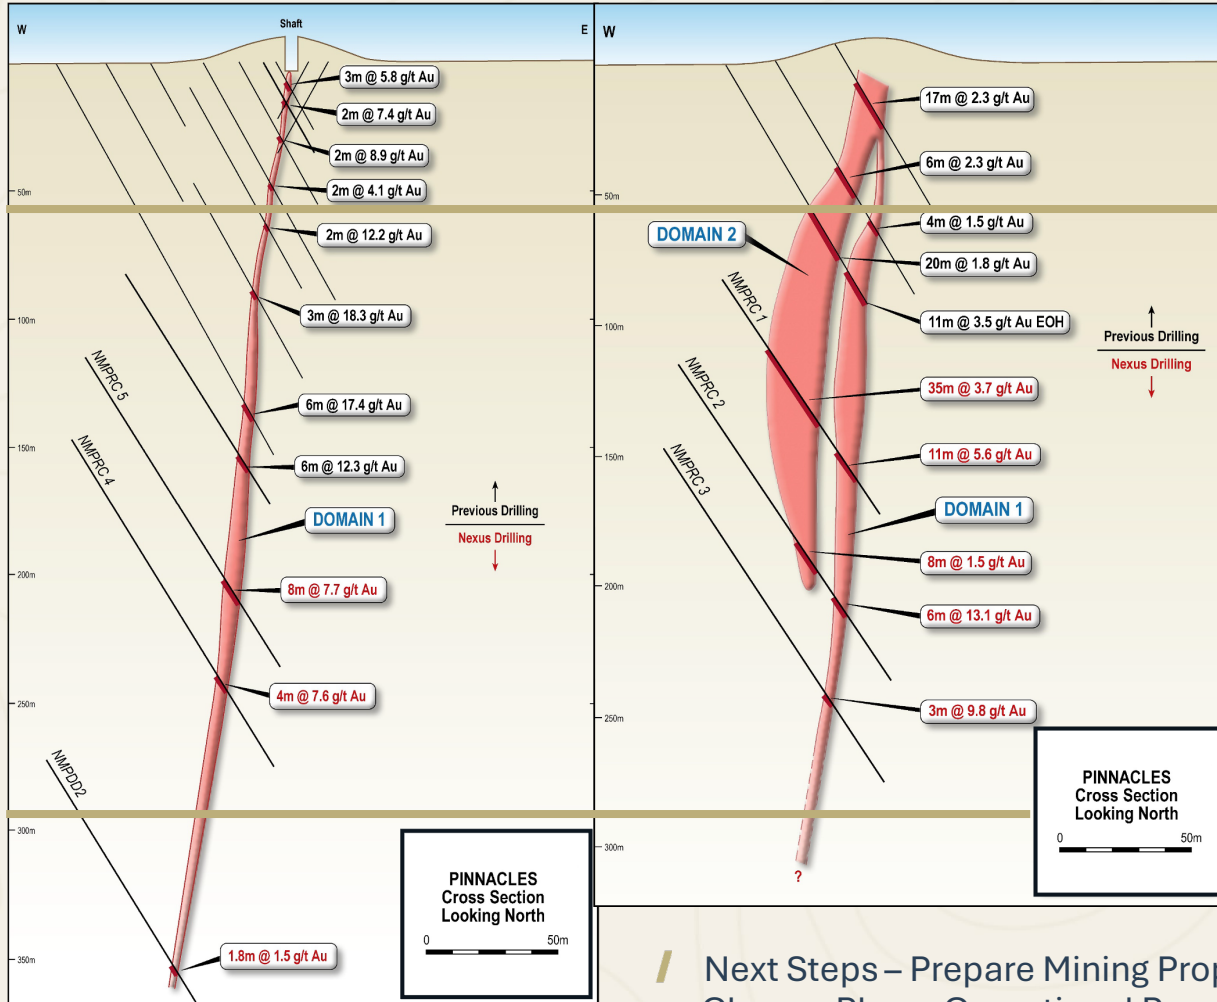 W
Shaft
E
3m @ 5.8 g/t Au
2m @ 7.4 g/t Au
2m @ 8.9 g/t Au
50m
2m @ 4.1 g/t Au
2m @ 12.2 g/t Au
3m @ 18.3 g/t Au
100m
NMPRC 5
6m @ 17.4 g/t Au
NMPRC 4
150m
6m @ 12.3 g/t Au
Previous Drilling
Nexus Drilling
DOMAIN 1
200m
8m @ 7.7 g/t Au
4m @ 7.6 g/t Au
250m
NMPDD2
300m
PINNACLES
Cross Section
Looking North
0 50m
350m
1.8m @ 1.5 g/t Au
W
17m @ 2.3 g/t Au
6m @ 2.3 g/t Au
50m
4m @ 1.5 g/t Au
DOMAIN 2
20m @ 1.8 g/t Au
NMPRC 1
11m @ 3.5 g/t Au EOH
100m
Previous Drilling
Nexus Drilling
NMPRC 2
35m @ 3.7 g/t Au
NMPRC 3
150m
11m @ 5.6 g/t Au
DOMAIN 1
8m @ 1.5 g/t Au
200m
6m @ 13.1 g/t Au
3m @ 9.8 g/t Au
250m
PINNACLES
Cross Section
Looking North
0 50m
300m
?
Next Steps – Prepare Mining Prop